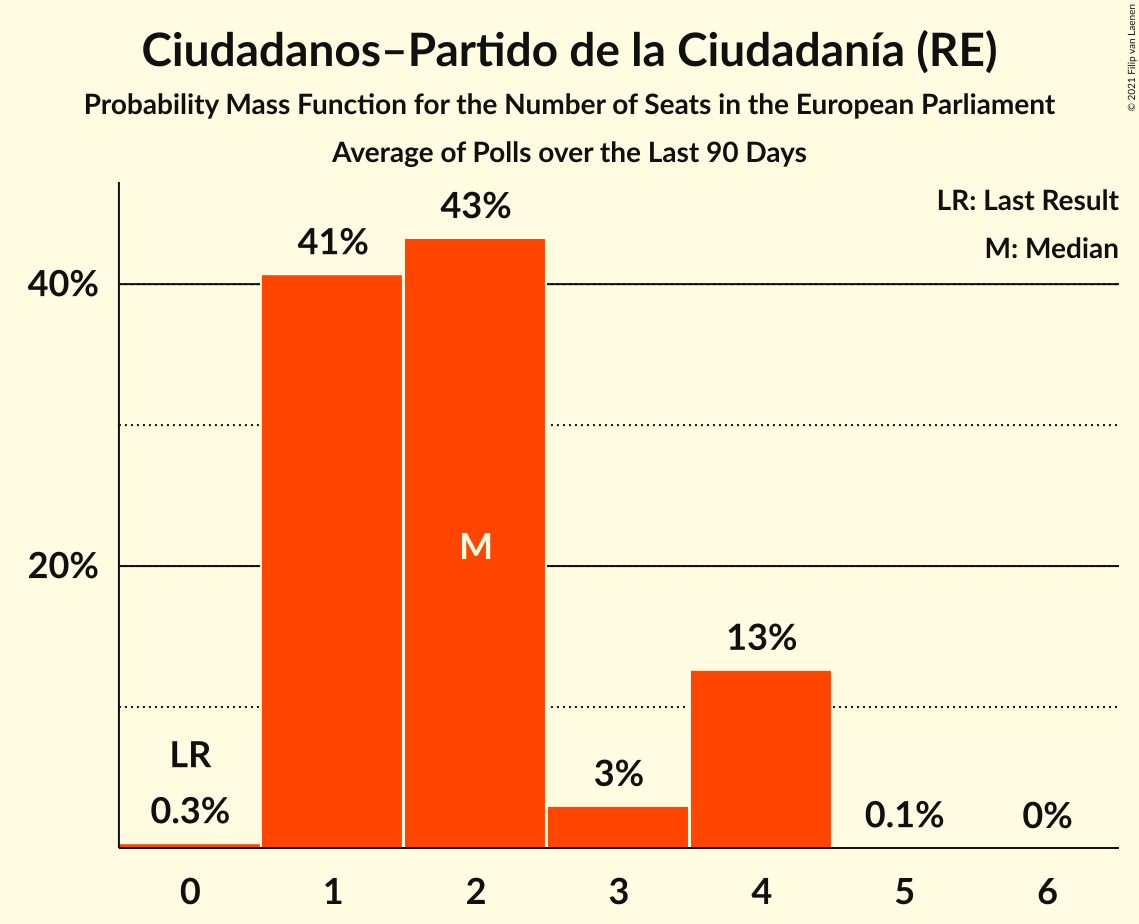 Ciudadanos–Partido de la Ciudadanía (RE)
Probability Mass Function for the Number of Seats in the European Parliament
Average of Polls over the Last 90 Days
© 2021 Filip van Laenen
LR: Last Result
M: Median
43%
41%
40%
M
20%
13%
LR
3%
0.3%
0.1%
0%
0 1 2 3 4 5 6